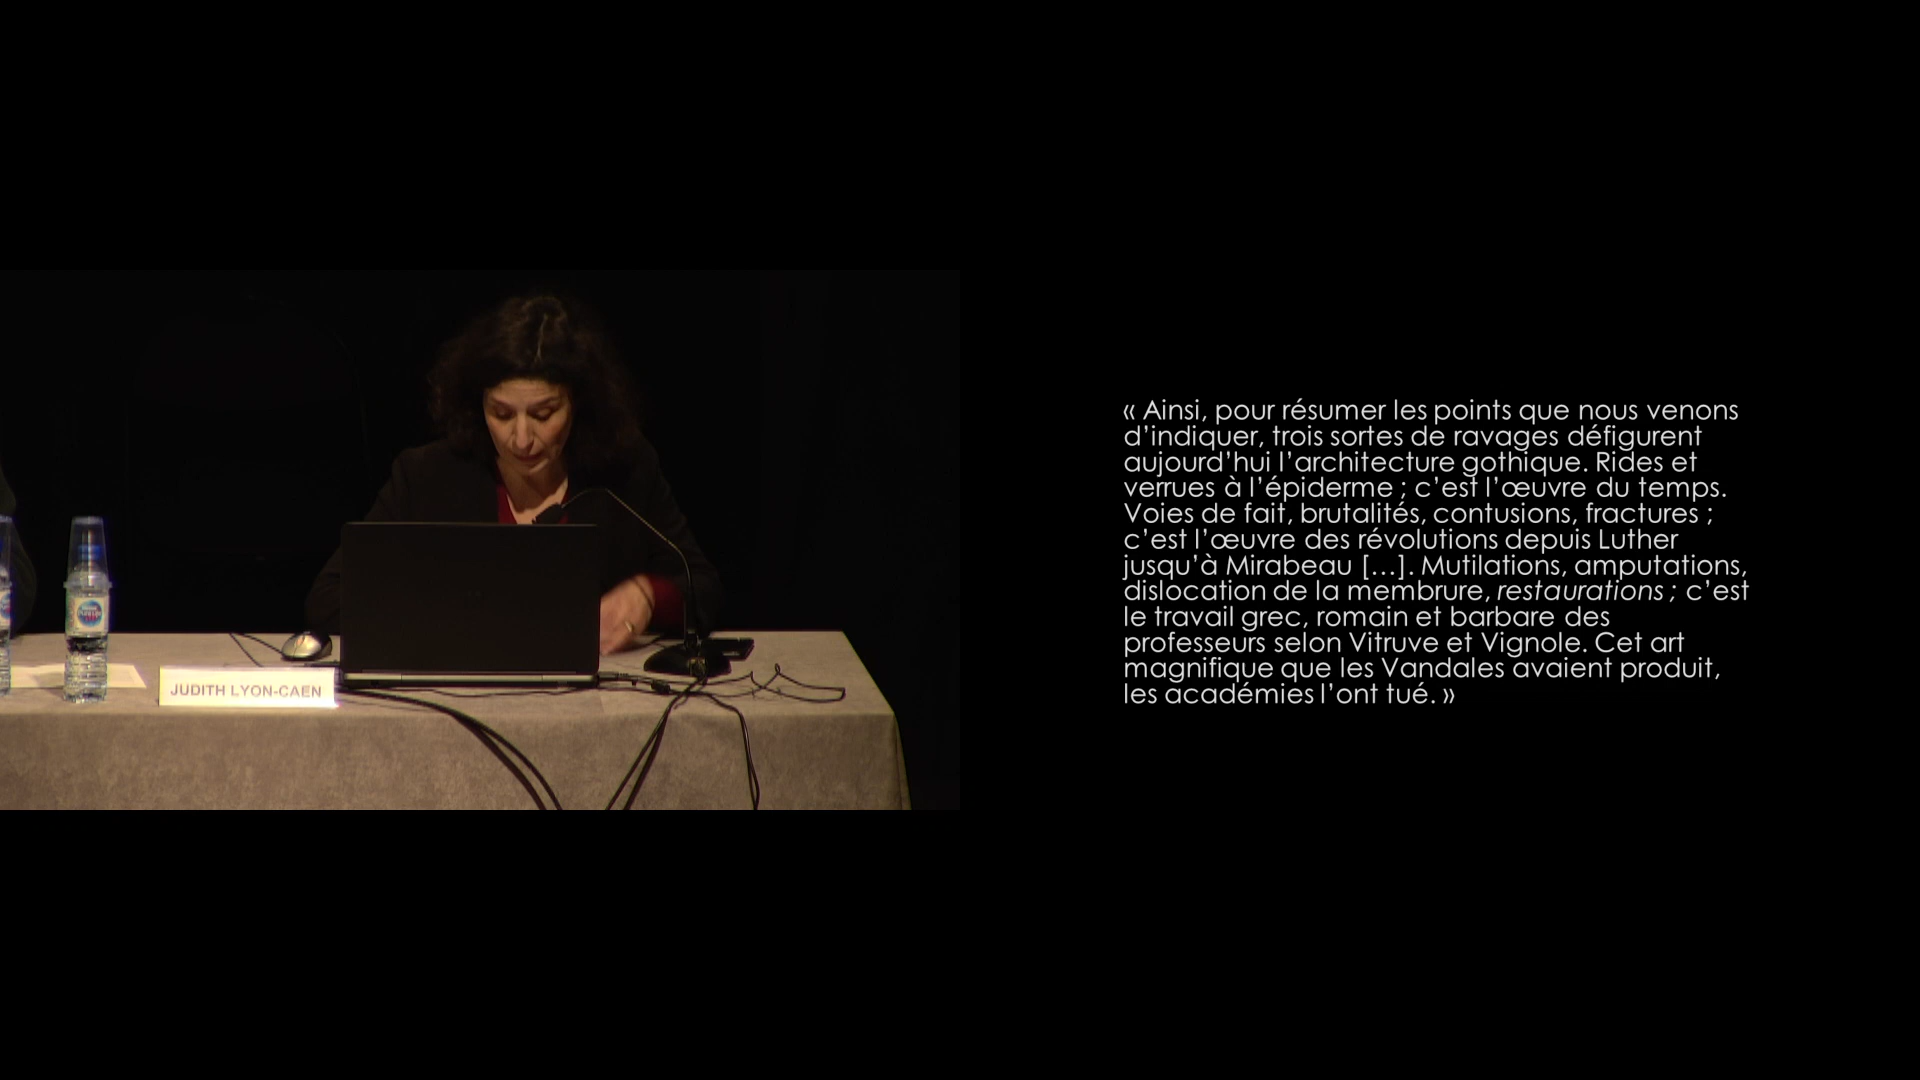 JUDITH LYON-CAEN
« Ainsi, pour résumer les points que nous venons
d’indiquer, trois sortes de ravages défigurent
aujourd’hui l’architecture gothique. Rides et
verrues à l’épiderme ; c’est l’œuvre du temps.
Voies de fait, brutalités, contusions, fractures ;
c’est l’œuvre des révolutions depuis Luther
jusqu’à Mirabeau […]. Mutilations, amputations,
dislocation de la membrure, restaurations ; c’est
le travail grec, romain et barbare des
professeurs selon Vitruve et Vignole. Cet art
magnifique que les Vandales avaient produit,
les académies l’ont tué. »